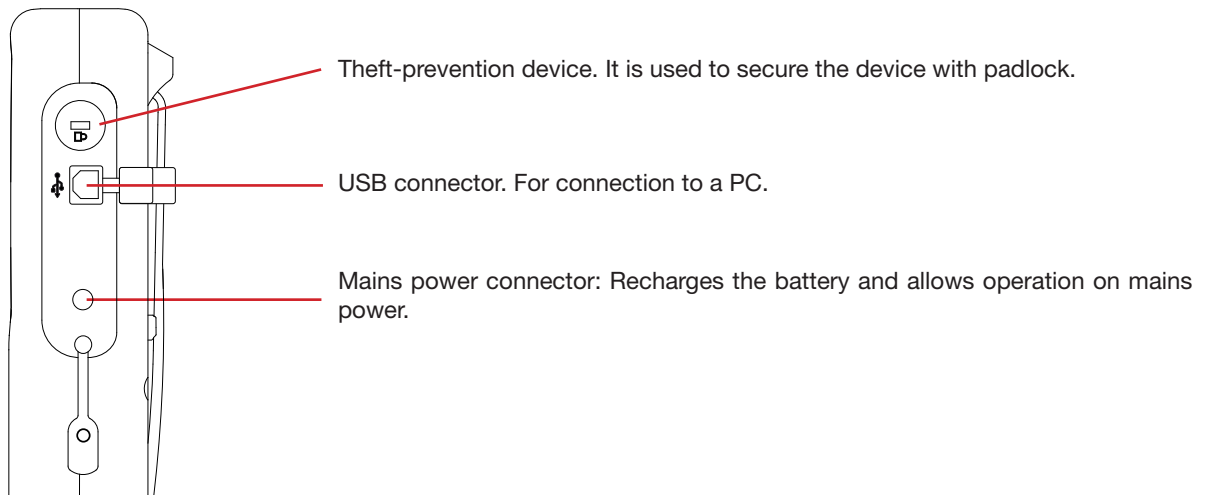 Theft-prevention device. It is used to secure the device with padlock.
USB connector. For connection to a PC.
Mains power connector: Recharges the battery and allows operation on mains
power.